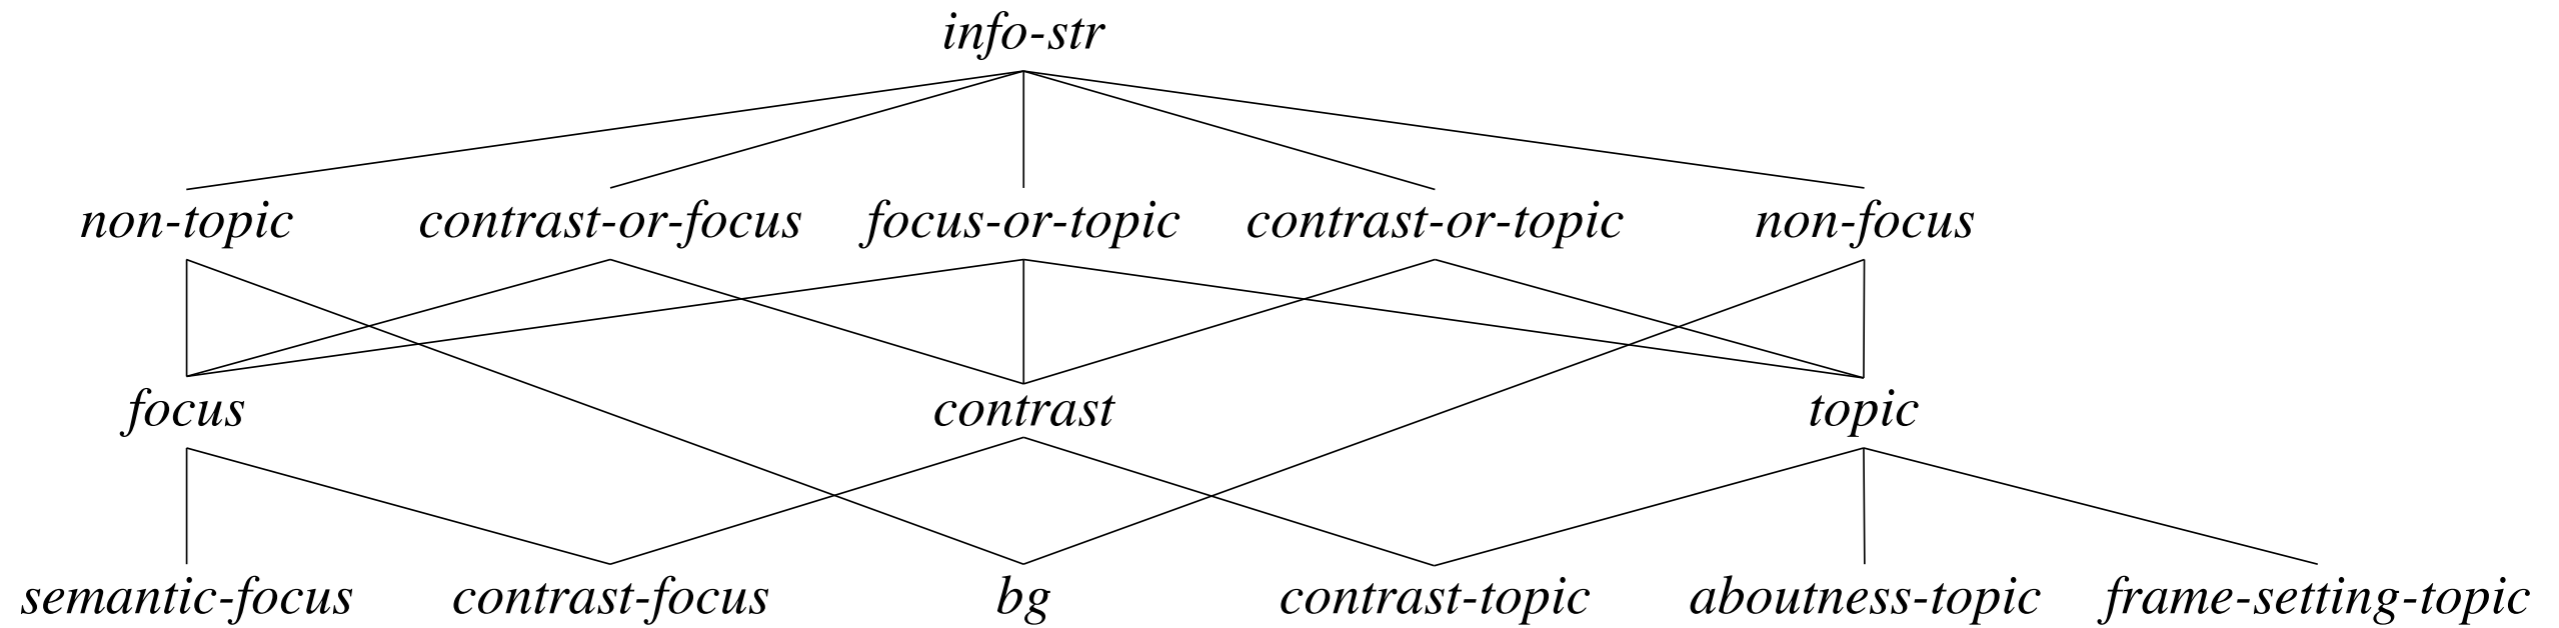 info-str
non-topic contrast-or-focus focus-or-topic contrast-or-topic non-focus
focus contrast topic
semantic-focus contrast-focus bg contrast-topic aboutness-topic frame-setting-topic